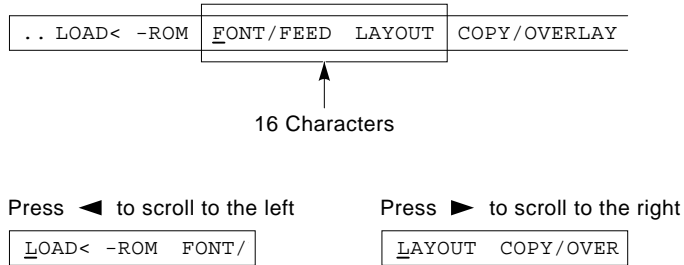 .. LOAD< -ROM FONT/FEED LAYOUT COPY/OVERLAY
16 Characters
Press ◄ to scroll to the left
Press ► to scroll to the right
LOAD< -ROM FONT/
LAYOUT COPY/OVER